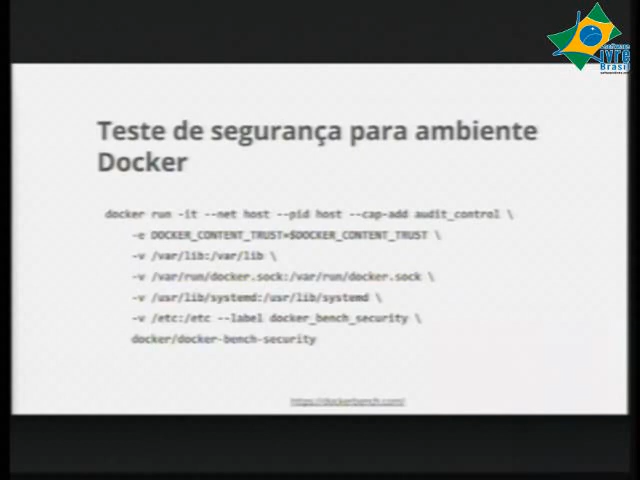 Teste de segurança para ambiente
Docker
docker run -it --net host --pid host --cap-add audit_control \
-e DOCKER_CONTENT_TRUST=$DOCKER_CONTENT_TRUST \
-v /var/lib:/var/lib \
-v /var/run/docker.sock:/var/run/docker.sock \
-v /usr/lib/systemd:/usr/lib/systemd \
-v /etc:/etc --label docker_bench_security \
docker/docker-bench-security
https://dockerbench.com/
ivre
Brasil